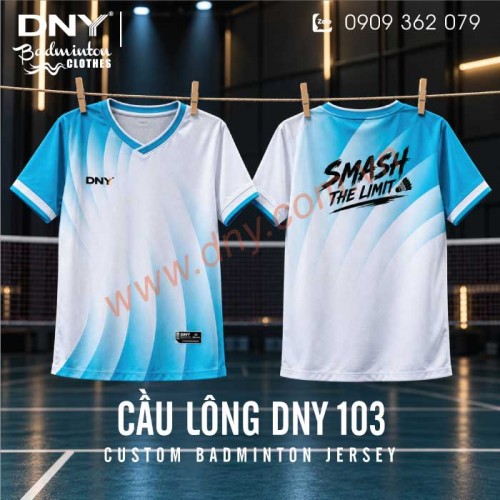 DNY
Badminton
CLOTHES
Zalo
0909 362 079
DNY
SMASH
THE LIMIT
www.dny.com.vn
DNY
CẦU LÔNG DNY 103
CUSTOM BADMINTON JERSEY